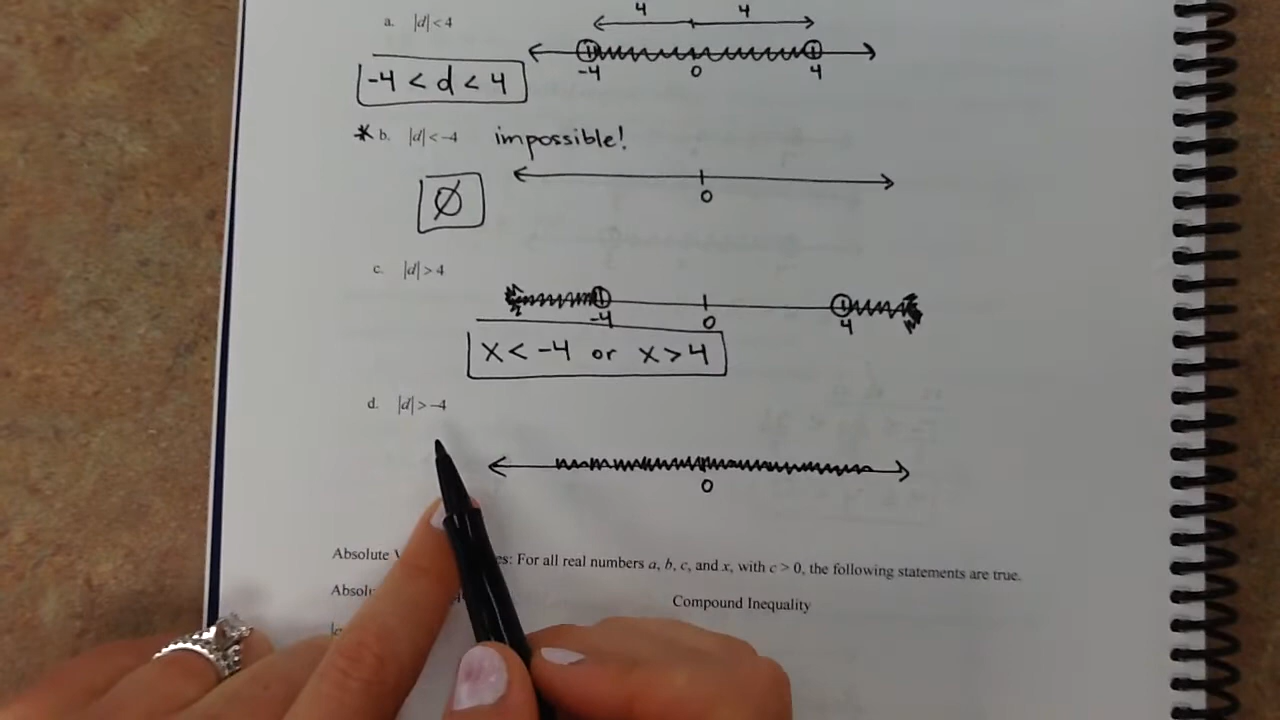 4 4
a. |d| < 4
-4 0 4
-4 < d < 4
* b. |d| < -4 impossible!
0
Ø
c. |d| > 4
-4 0 4
x < -4 or x > 4
d. |d| > -4
0
Absolute es: For all real numbers a, b, c, and x, with c > 0, the following statements are true.
Compound Inequality